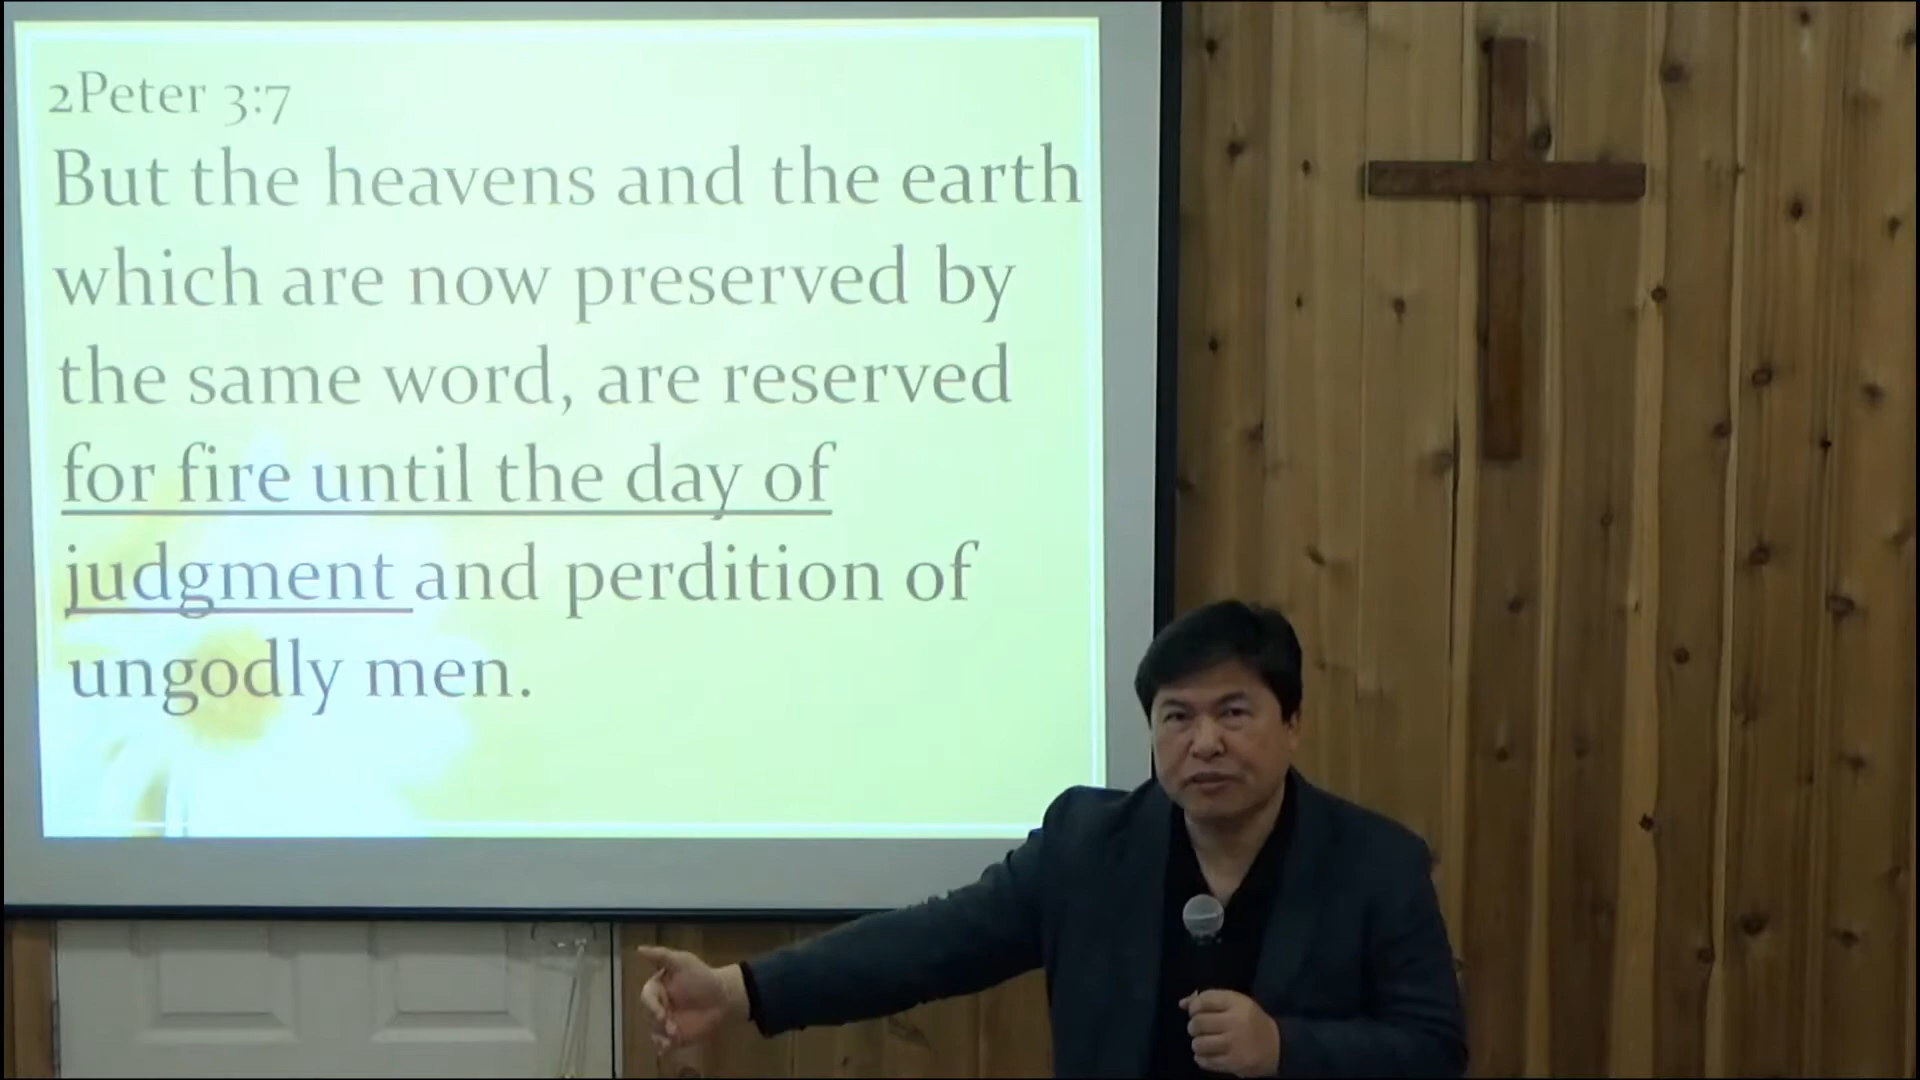 2Peter 3:7
But the heavens and the earth
which are now preserved by
the same word, are reserved
for fire until the day of
judgment and perdition of
ungodly men.